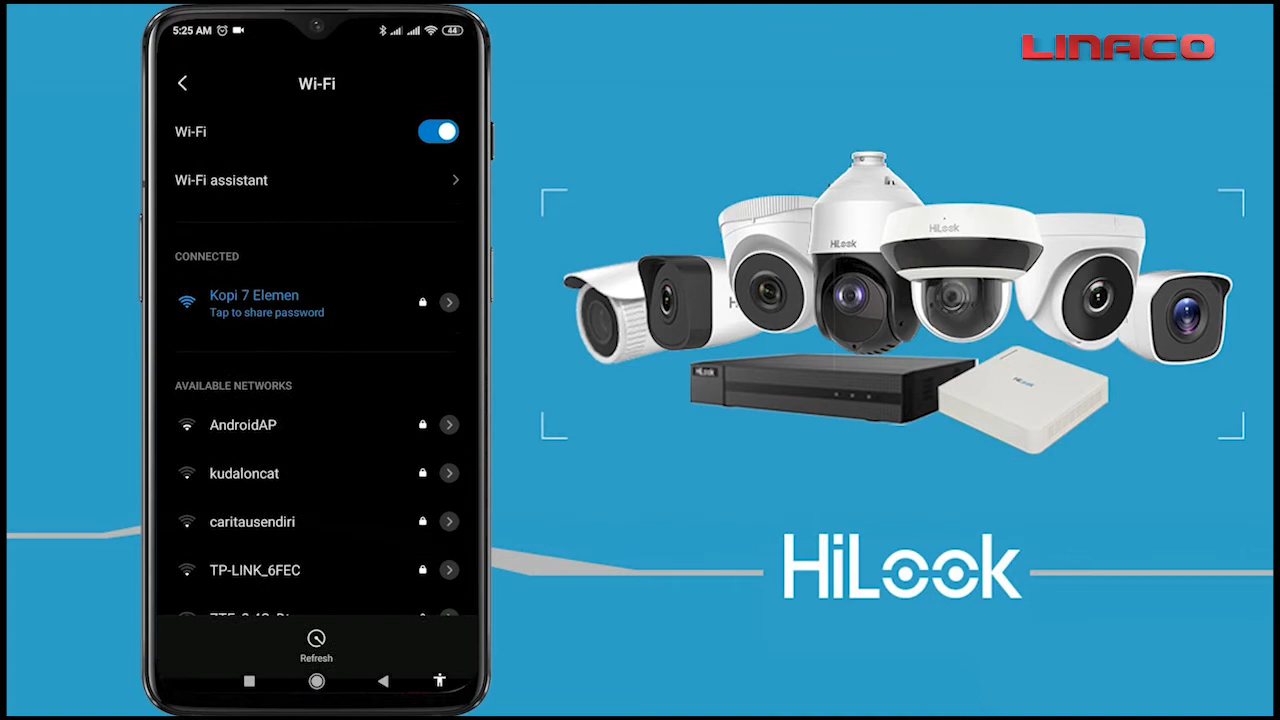 5:25 AM
44
Wi-Fi
Wi-Fi
Wi-Fi assistant
CONNECTED
Kopi 7 Elemen
Tap to share password
AVAILABLE NETWORKS
AndroidAP
kudaloncat
caritausendiri
TP-LINK_6FEC
Refresh
LINACO
HiLook
HiLook
HiLook
HiLook
HiLook